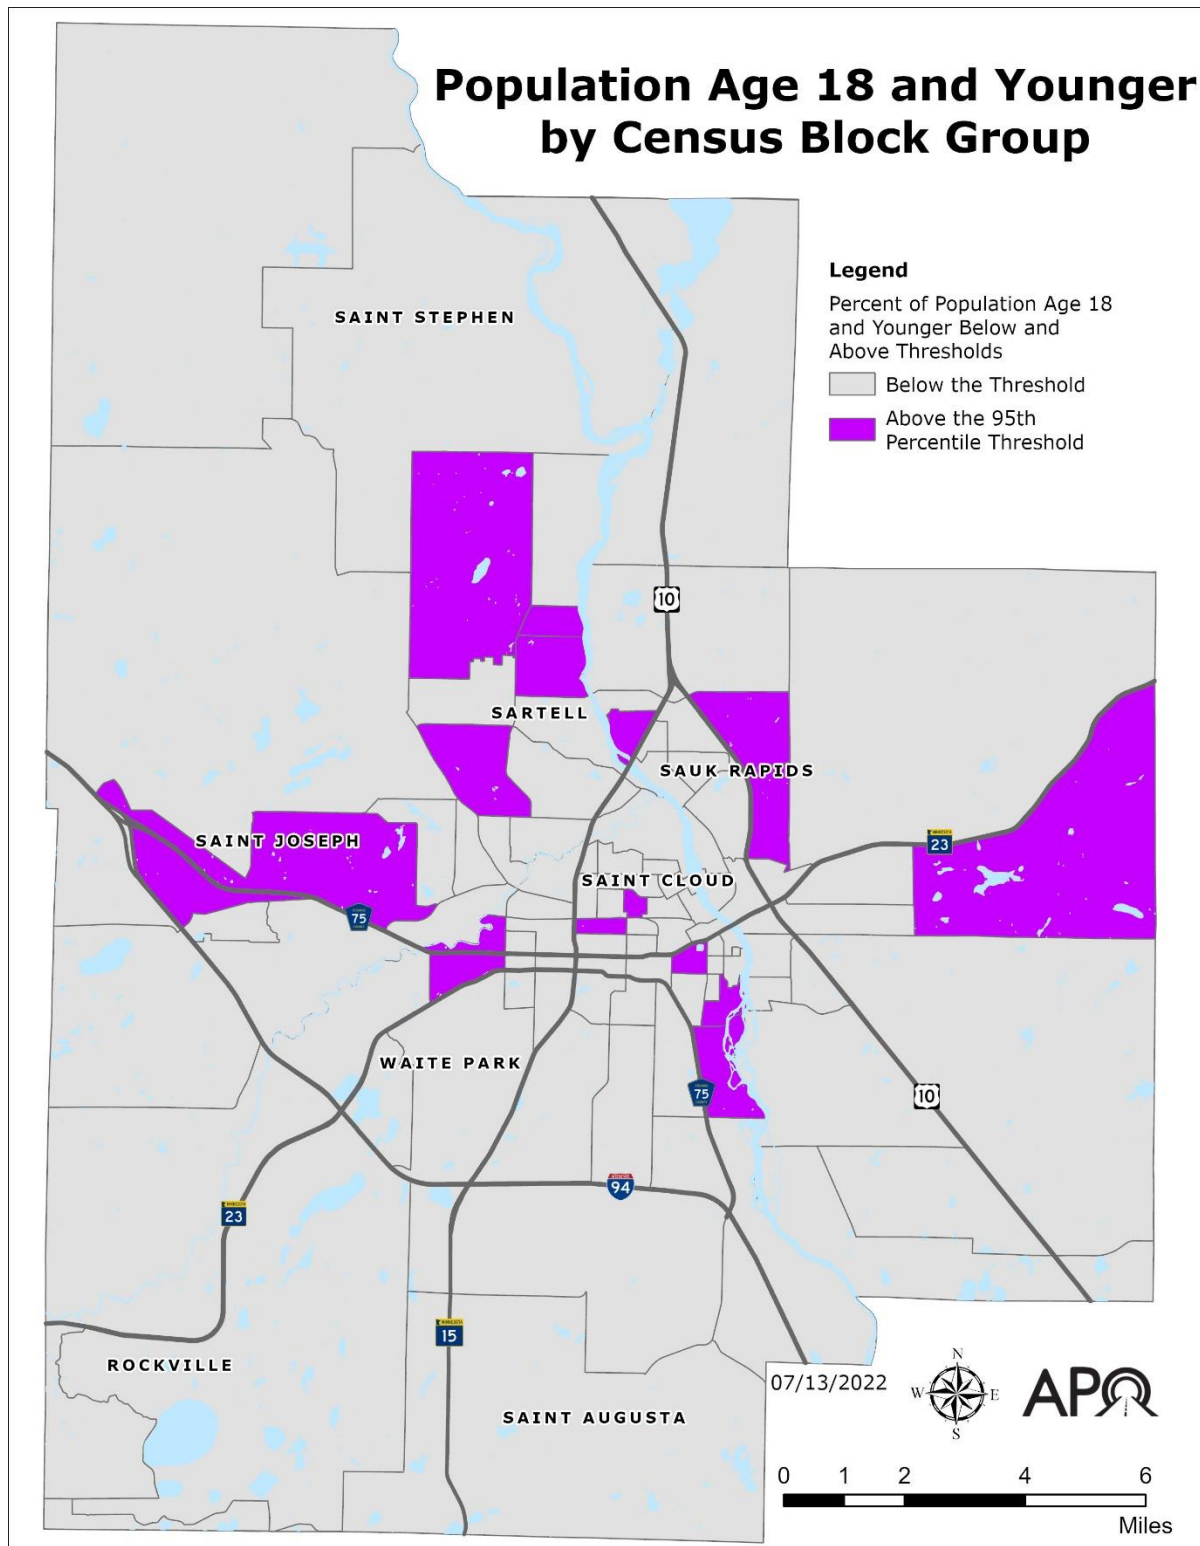 Population Age 18 and Younger
by Census Block Group
Legend
Percent of Population Age 18
and Younger Below and
Above Thresholds
Below the Threshold
Above the 95th
Percentile Threshold
SAINT STEPHEN
10
SARTELL
SAUK RAPIDS
SAINT JOSEPH
MINNESOTA
23
SAINT CLOUD
75
WAITE PARK
75
10
94
MINNESOTA
23
MINNESOTA
15
ROCKVILLE
SAINT AUGUSTA
07/13/2022
N
W
E
S
APO
0 1 2 4 6
Miles